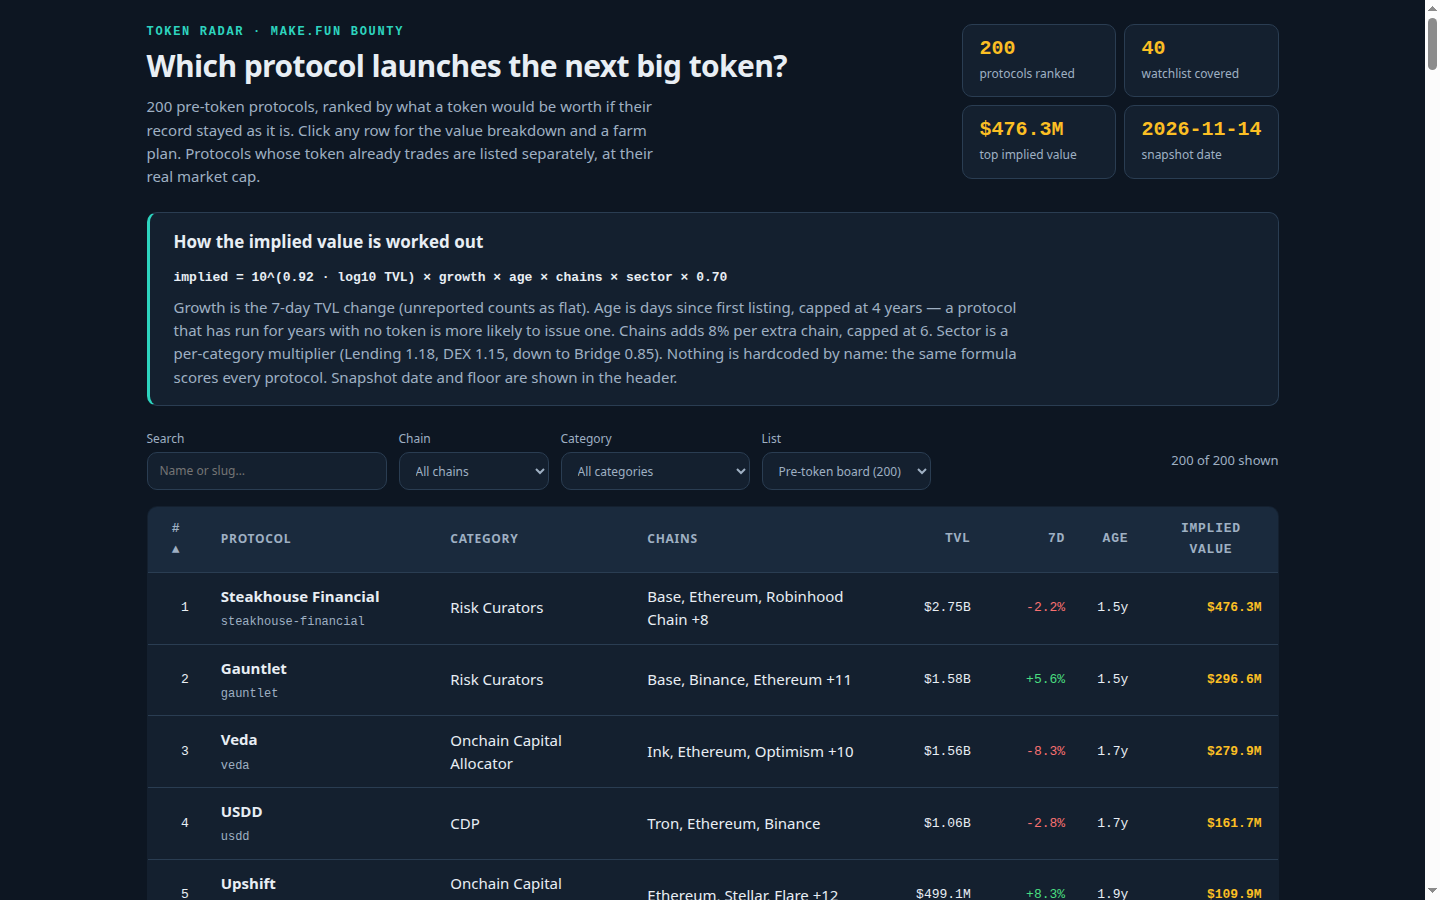 TOKEN RADAR · MAKE.FUN BOUNTY
Which protocol launches the next big token?
200 pre-token protocols, ranked by what a token would be worth if their
record stayed as it is. Click any row for the value breakdown and a farm
plan. Protocols whose token already trades are listed separately, at their
real market cap.
200
protocols ranked
40
watchlist covered
$476.3M
top implied value
2026-11-14
snapshot date
How the implied value is worked out
implied = 10^(0.92 · log10 TVL) × growth × age × chains × sector × 0.70
Growth is the 7-day TVL change (unreported counts as flat). Age is days since first listing, capped at 4 years — a protocol
that has run for years with no token is more likely to issue one. Chains adds 8% per extra chain, capped at 6. Sector is a
per-category multiplier (Lending 1.18, DEX 1.15, down to Bridge 0.85). Nothing is hardcoded by name: the same formula
scores every protocol. Snapshot date and floor are shown in the header.
Search
Chain
Category
List
Name or slug...
All chains
All categories
Pre-token board (200)
200 of 200 shown
# ▲ PROTOCOL CATEGORY CHAINS TVL 7D AGE IMPLIED VALUE
1 Steakhouse Financial Risk Curators Base, Ethereum, Robinhood $2.75B -2.2% 1.5y $476.3M
steakhouse-financial Chain +8
2 Gauntlet Risk Curators Base, Binance, Ethereum +11 $1.58B +5.6% 1.5y $296.6M
gauntlet
3 Veda Onchain Capital Ink, Ethereum, Optimism +10 $1.56B -8.3% 1.7y $279.9M
veda Allocator
4 USDD CDP Tron, Ethereum, Binance $1.06B -2.8% 1.7y $161.7M
usdd
5 Upshift Onchain Capital Ethereum, Stellar, Flare +12 $499.1M +8.3% 1.9y $109.9M